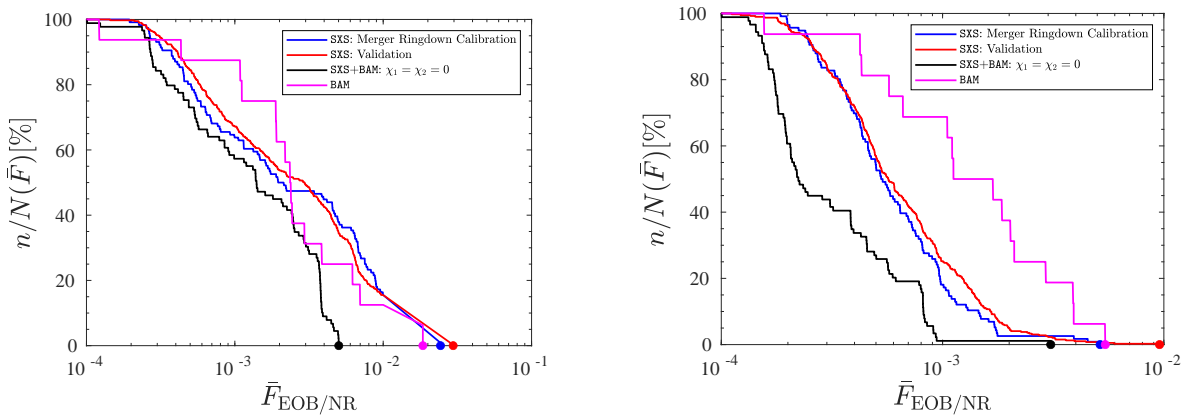 100
80
60
40
20
0
n/N(F̄)[%]
10⁻⁴
10⁻³
10⁻²
10⁻¹
F̄EOB/NR
SXS: Merger Ringdown Calibration
SXS: Validation
SXS+BAM: χ₁ = χ₂ = 0
BAM
100
80
60
40
20
0
n/N(F̄)[%]
10⁻⁴
10⁻³
10⁻²
F̄EOB/NR
SXS: Merger Ringdown Calibration
SXS: Validation
SXS+BAM: χ₁ = χ₂ = 0
BAM